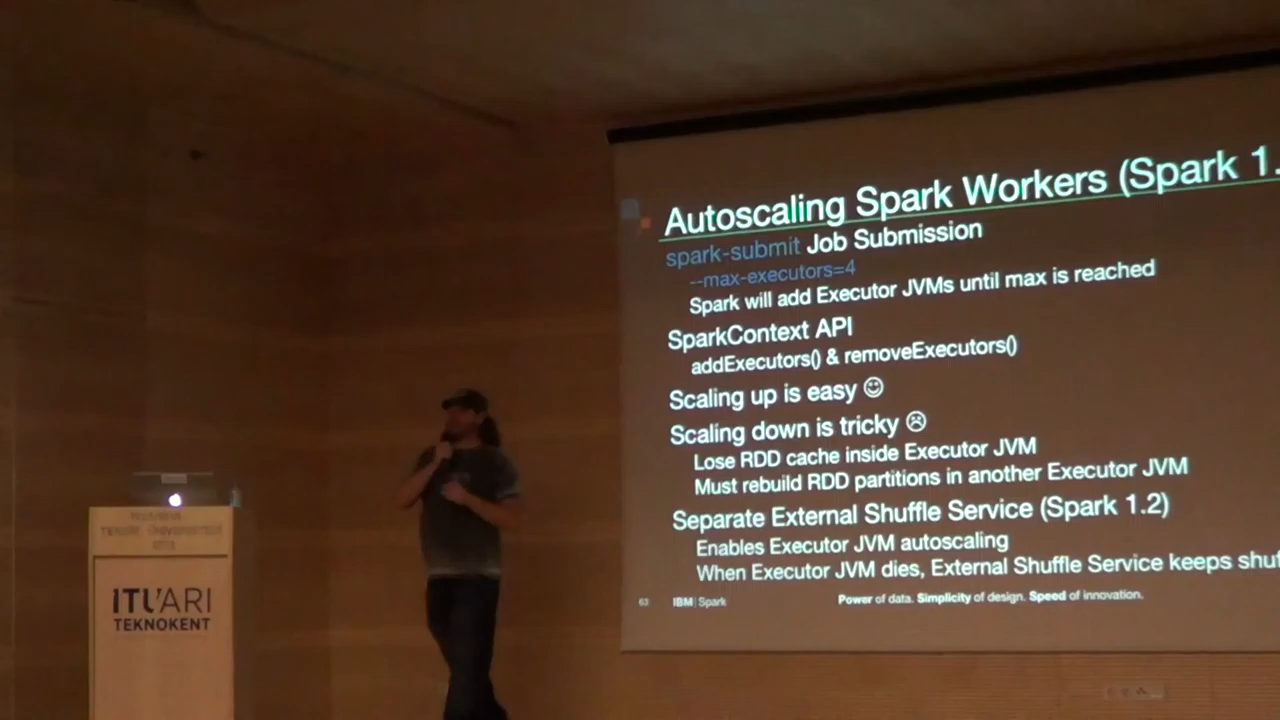 Autoscaling Spark Workers (Spark 1.
spark-submit Job Submission
--max-executors=4
Spark will add Executor JVMs until max is reached
SparkContext API
addExecutors() & removeExecutors()
Scaling up is easy ☺
Scaling down is tricky ☹
Lose RDD cache inside Executor JVM
Must rebuild RDD partitions in another Executor JVM
Separate External Shuffle Service (Spark 1.2)
Enables Executor JVM autoscaling
When Executor JVM dies, External Shuffle Service keeps shuf
63 IBM | Spark Power of data. Simplicity of design. Speed of innovation.
İTÜ ARI
TEKNOKENT